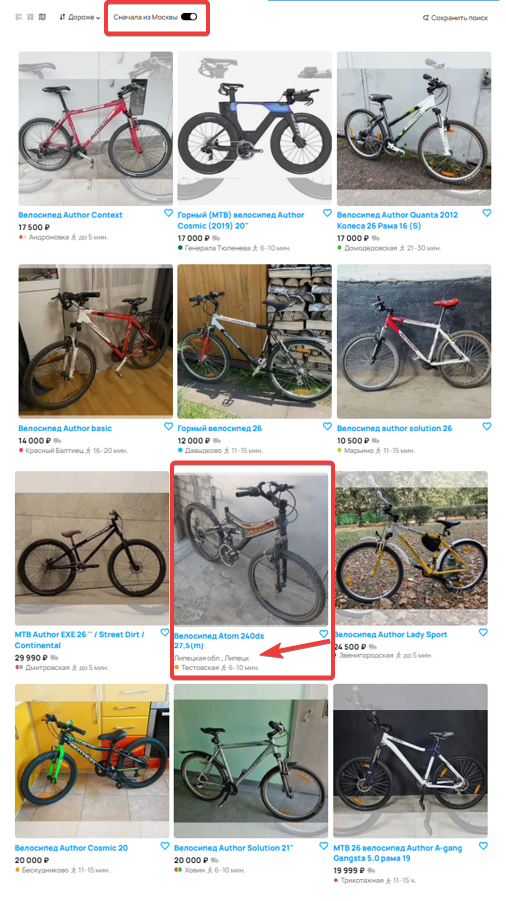 Дороже
Сначала из Москвы
Сохранить поиск
Велосипед Author Context
17 500 ₽
Андроновка до 5 мин.
Горный (MTB) велосипед Author
Cosmic (2019) 20"
17 000 ₽
Генерала Тюленева 6–10 мин.
Велосипед Author Quanta 2012
Колеса 26 Рама 16 (S)
17 000 ₽
Домодедовская 21–30 мин.
Велосипед Author basic
14 000 ₽
Красный Балтиец 16–20 мин.
Горный велосипед 26
12 000 ₽
Давыдково 11–15 мин.
Велосипед author solution 26
10 500 ₽
Марьино 11–15 мин.
MTB Author EXE 26 '' / Street Dirt /
Continental
29 990 ₽
Дмитровская до 5 мин.
Велосипед Atom 240ds
27,5(m)
Липецкая обл., Липецк
Тестовская 6–10 мин.
Велосипед Author Lady Sport
24 500 ₽
Звенигородская до 5 мин.
Велосипед Author Cosmic 20
20 000 ₽
Бескудниково 11–15 мин.
Велосипед Author Solution 21"
20 000 ₽
Ховин 6–10 мин.
MTB 26 велосипед Author A-gang
Gangsta 5.0 рама 19
19 999 ₽
Трикотажная 11–15 ч.